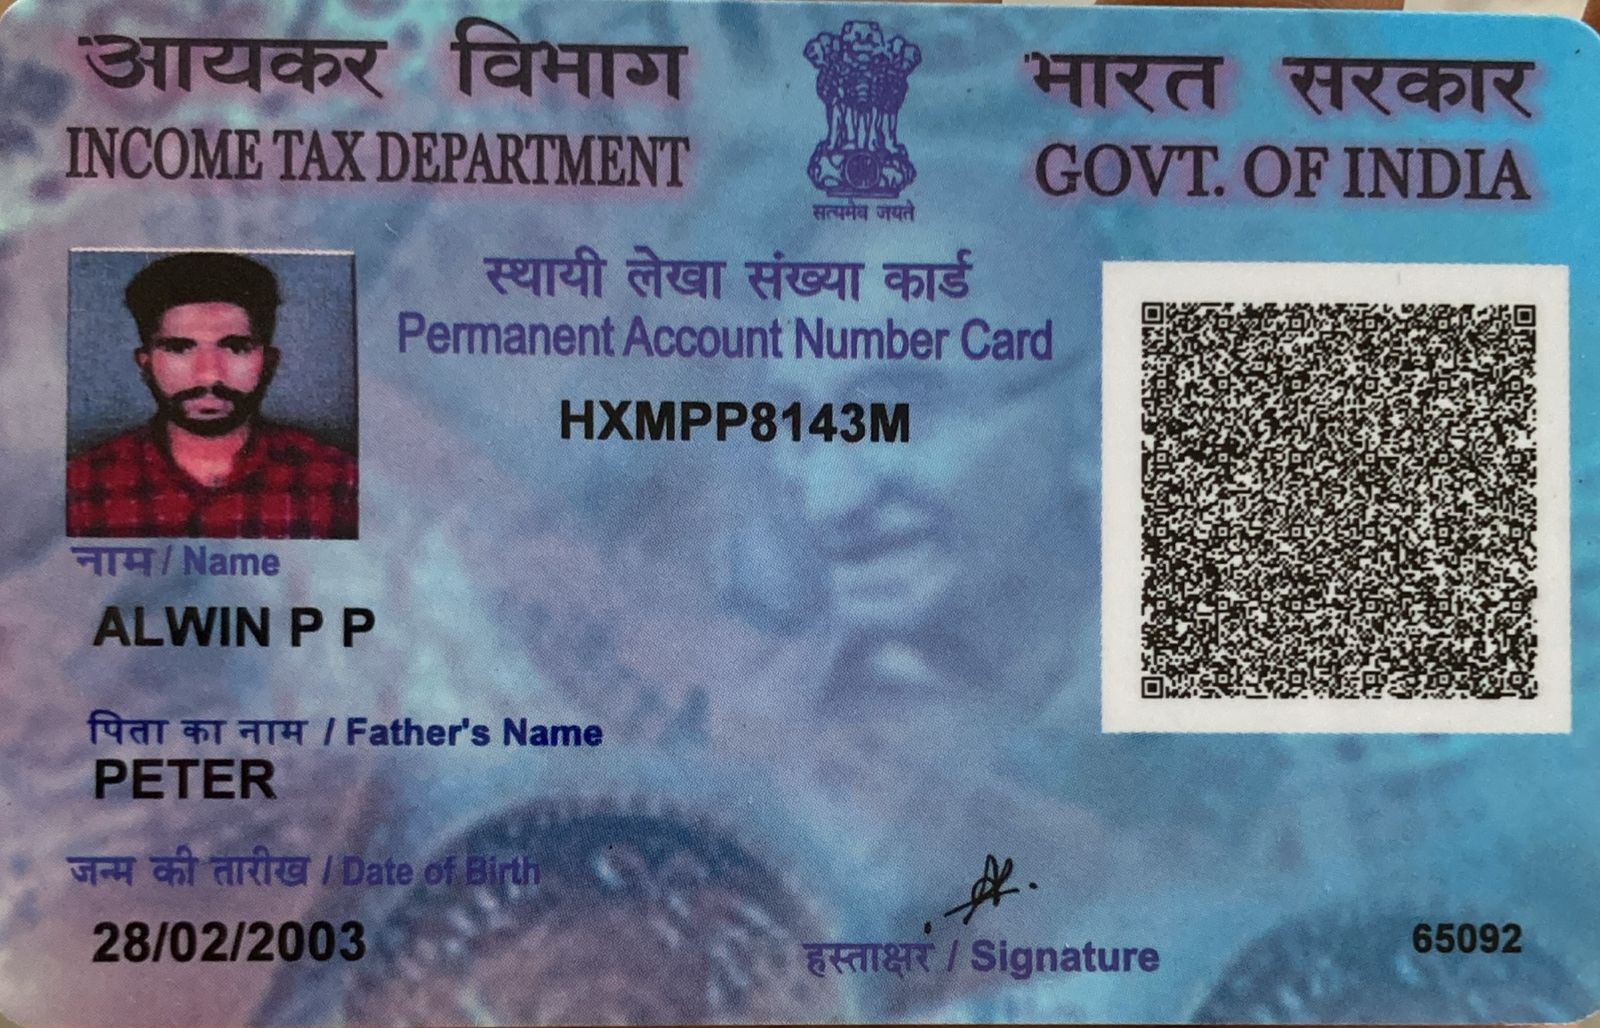 आयकर विभाग
INCOME TAX DEPARTMENT
सत्यमेव जयते
भारत सरकार
GOVT. OF INDIA
स्थायी लेखा संख्या कार्ड
Permanent Account Number Card
HXMPP8143M
नाम / Name
ALWIN P P
पिता का नाम / Father's Name
PETER
जन्म की तारीख / Date of Birth
28/02/2003
हस्ताक्षर / Signature
65092